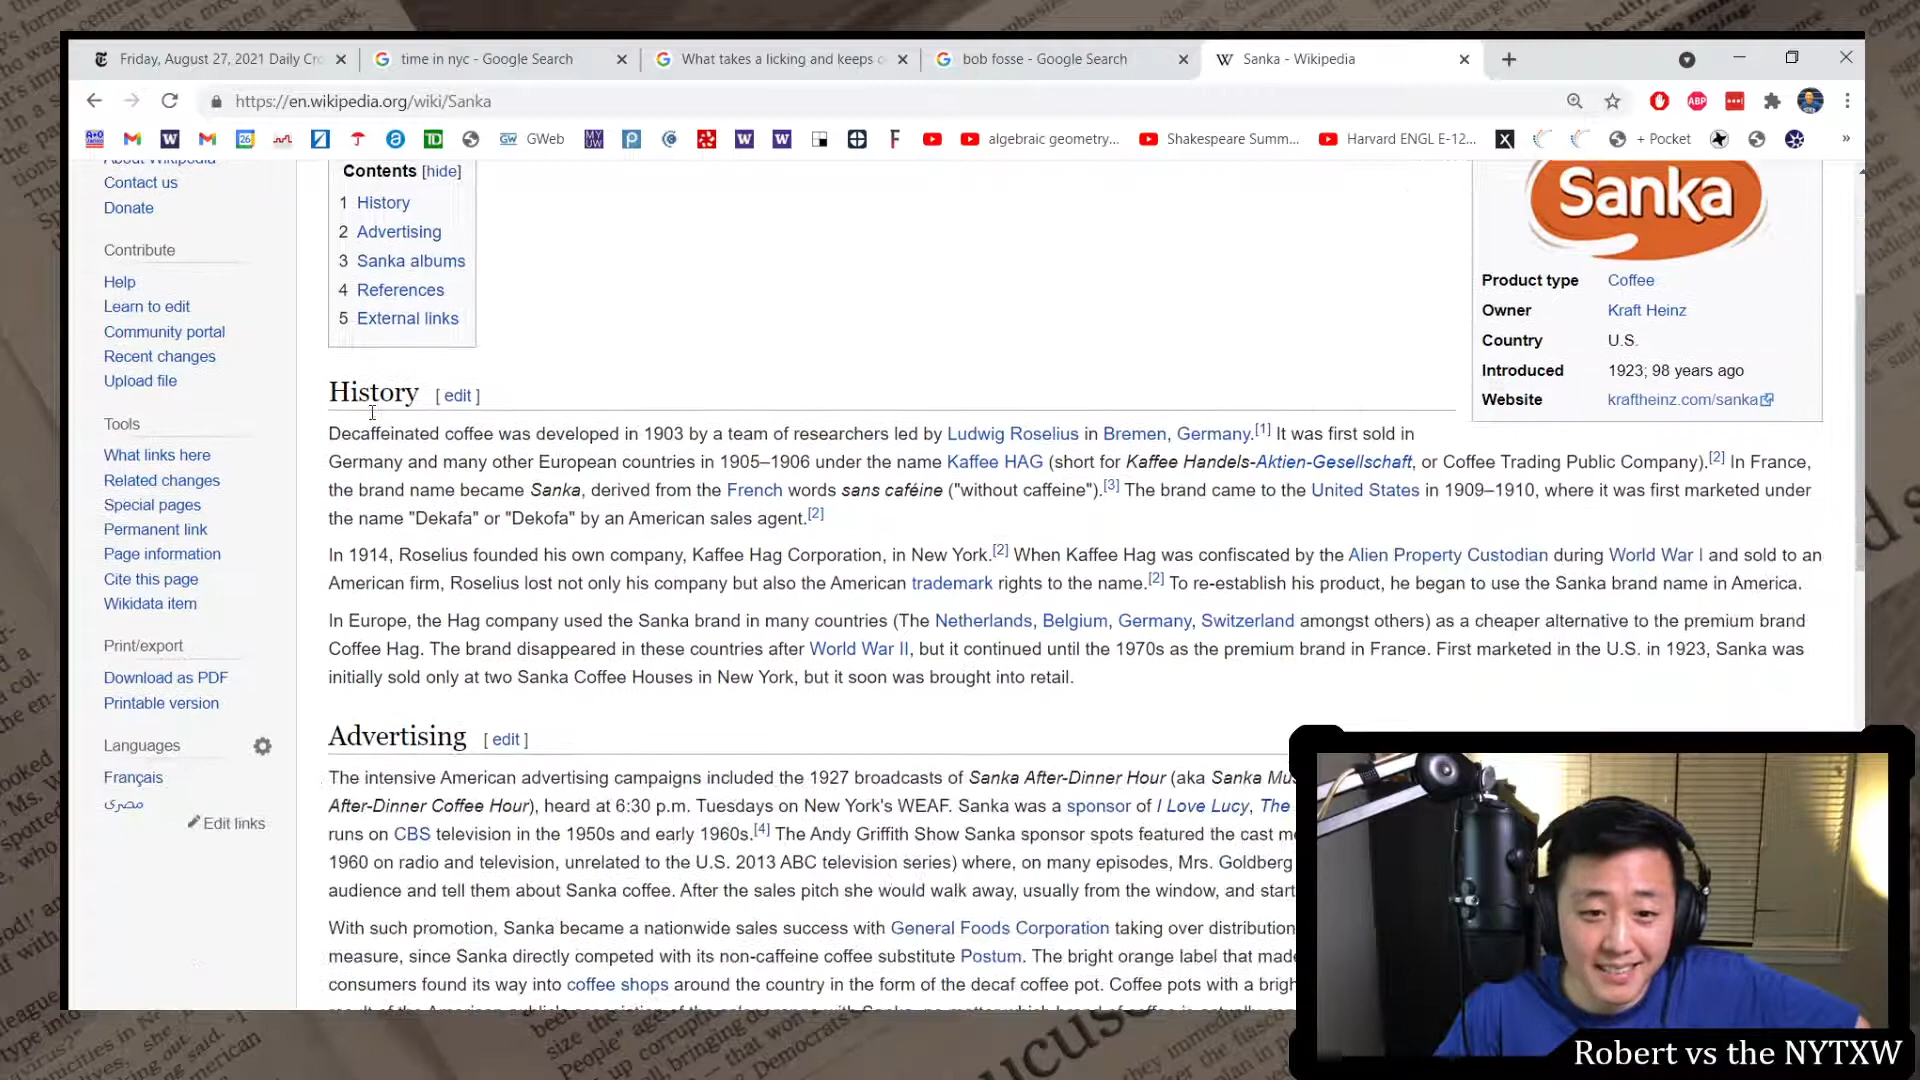 Friday, August 27, 2021 Daily Cro
time in nyc - Google Search
What takes a licking and keeps o
bob fosse - Google Search
Sanka - Wikipedia
https://en.wikipedia.org/wiki/Sanka
GWeb
algebraic geometry...
Shakespeare Summ...
Harvard ENGL E-12...
+ Pocket
About Wikipedia
Contact us
Donate
Contribute
Help
Learn to edit
Community portal
Recent changes
Upload file
Tools
What links here
Related changes
Special pages
Permanent link
Page information
Cite this page
Wikidata item
Print/export
Download as PDF
Printable version
Languages
Français
مصرى
Edit links
Contents [hide]
1 History
2 Advertising
3 Sanka albums
4 References
5 External links
Sanka
Product type Coffee
Owner Kraft Heinz
Country U.S.
Introduced 1923; 98 years ago
Website kraftheinz.com/sanka
History [ edit ]
Decaffeinated coffee was developed in 1903 by a team of researchers led by Ludwig Roselius in Bremen, Germany.[1] It was first sold in
Germany and many other European countries in 1905–1906 under the name Kaffee HAG (short for Kaffee Handels-Aktien-Gesellschaft, or Coffee Trading Public Company).[2] In France,
the brand name became Sanka, derived from the French words sans caféine ("without caffeine").[3] The brand came to the United States in 1909–1910, where it was first marketed under
the name "Dekafa" or "Dekofa" by an American sales agent.[2]
In 1914, Roselius founded his own company, Kaffee Hag Corporation, in New York.[2] When Kaffee Hag was confiscated by the Alien Property Custodian during World War I and sold to an
American firm, Roselius lost not only his company but also the American trademark rights to the name.[2] To re-establish his product, he began to use the Sanka brand name in America.
In Europe, the Hag company used the Sanka brand in many countries (The Netherlands, Belgium, Germany, Switzerland amongst others) as a cheaper alternative to the premium brand
Coffee Hag. The brand disappeared in these countries after World War II, but it continued until the 1970s as the premium brand in France. First marketed in the U.S. in 1923, Sanka was
initially sold only at two Sanka Coffee Houses in New York, but it soon was brought into retail.
Advertising [ edit ]
The intensive American advertising campaigns included the 1927 broadcasts of Sanka After-Dinner Hour (aka Sanka Mu
After-Dinner Coffee Hour), heard at 6:30 p.m. Tuesdays on New York's WEAF. Sanka was a sponsor of I Love Lucy, The
runs on CBS television in the 1950s and early 1960s.[4] The Andy Griffith Show Sanka sponsor spots featured the cast m
1960 on radio and television, unrelated to the U.S. 2013 ABC television series) where, on many episodes, Mrs. Goldberg
audience and tell them about Sanka coffee. After the sales pitch she would walk away, usually from the window, and start
With such promotion, Sanka became a nationwide sales success with General Foods Corporation taking over distribution
measure, since Sanka directly competed with its non-caffeine coffee substitute Postum. The bright orange label that made
consumers found its way into coffee shops around the country in the form of the decaf coffee pot. Coffee pots with a brigh
Robert vs the NYTXW